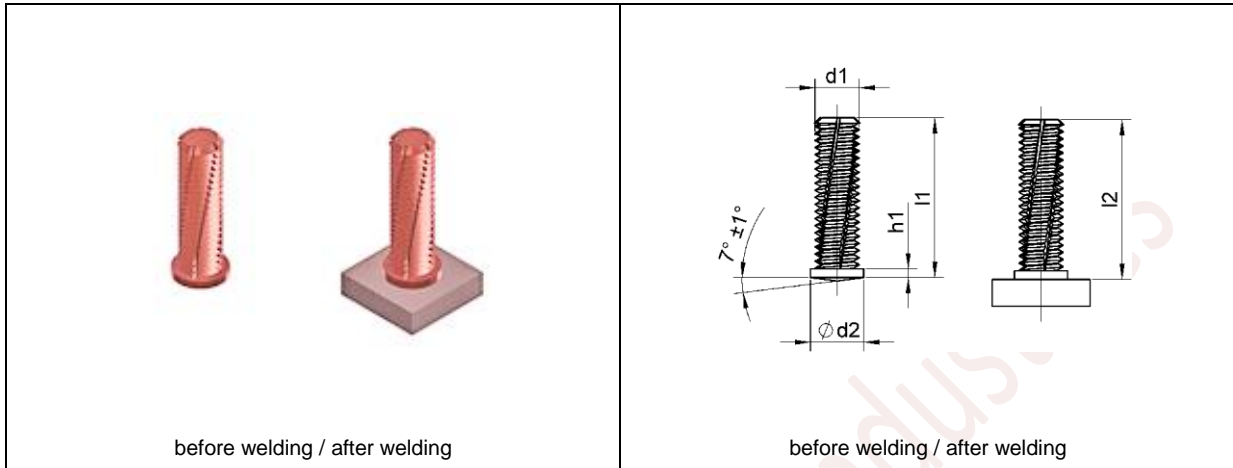 before welding / after welding
d1
7° ±1°
h1
l1
l2
∅ d2
before welding / after welding